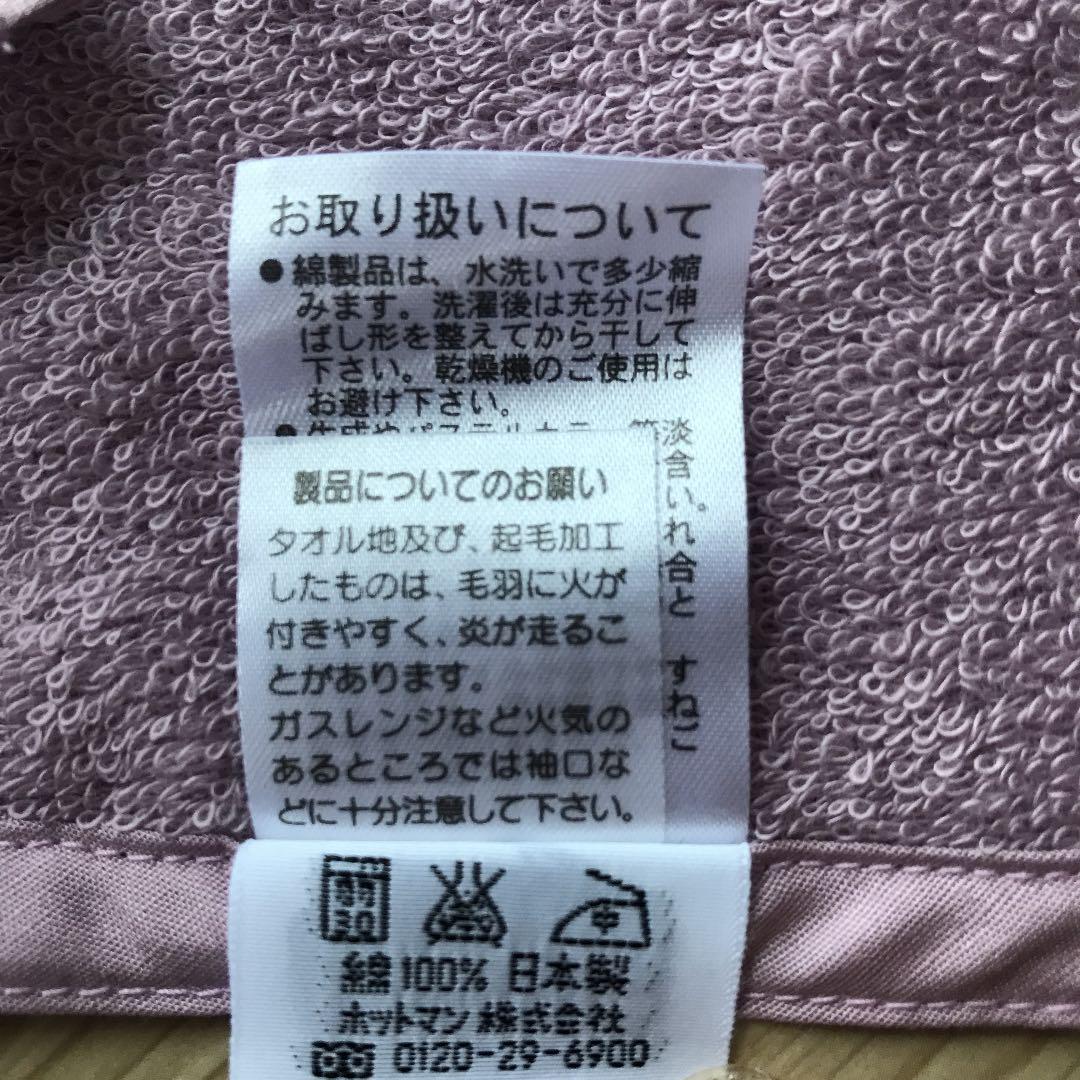 お取り扱いについて
●綿製品は、水洗いで多少縮
みます。洗濯後は充分に伸
ばし形を整えてから干して
下さい。乾燥機のご使用は
お避け下さい。
淡
含
い。
れ
合
と
す
ね
こ
製品についてのお願い
タオル地及び、起毛加工
したものは、毛羽に火が
付きやすく、炎が走るこ
とがあります。
ガスレンジなど火気の
あるところでは袖口な
どに十分注意して下さい。
綿100% 日本製
ホットマン株式会社
0120-29-6900